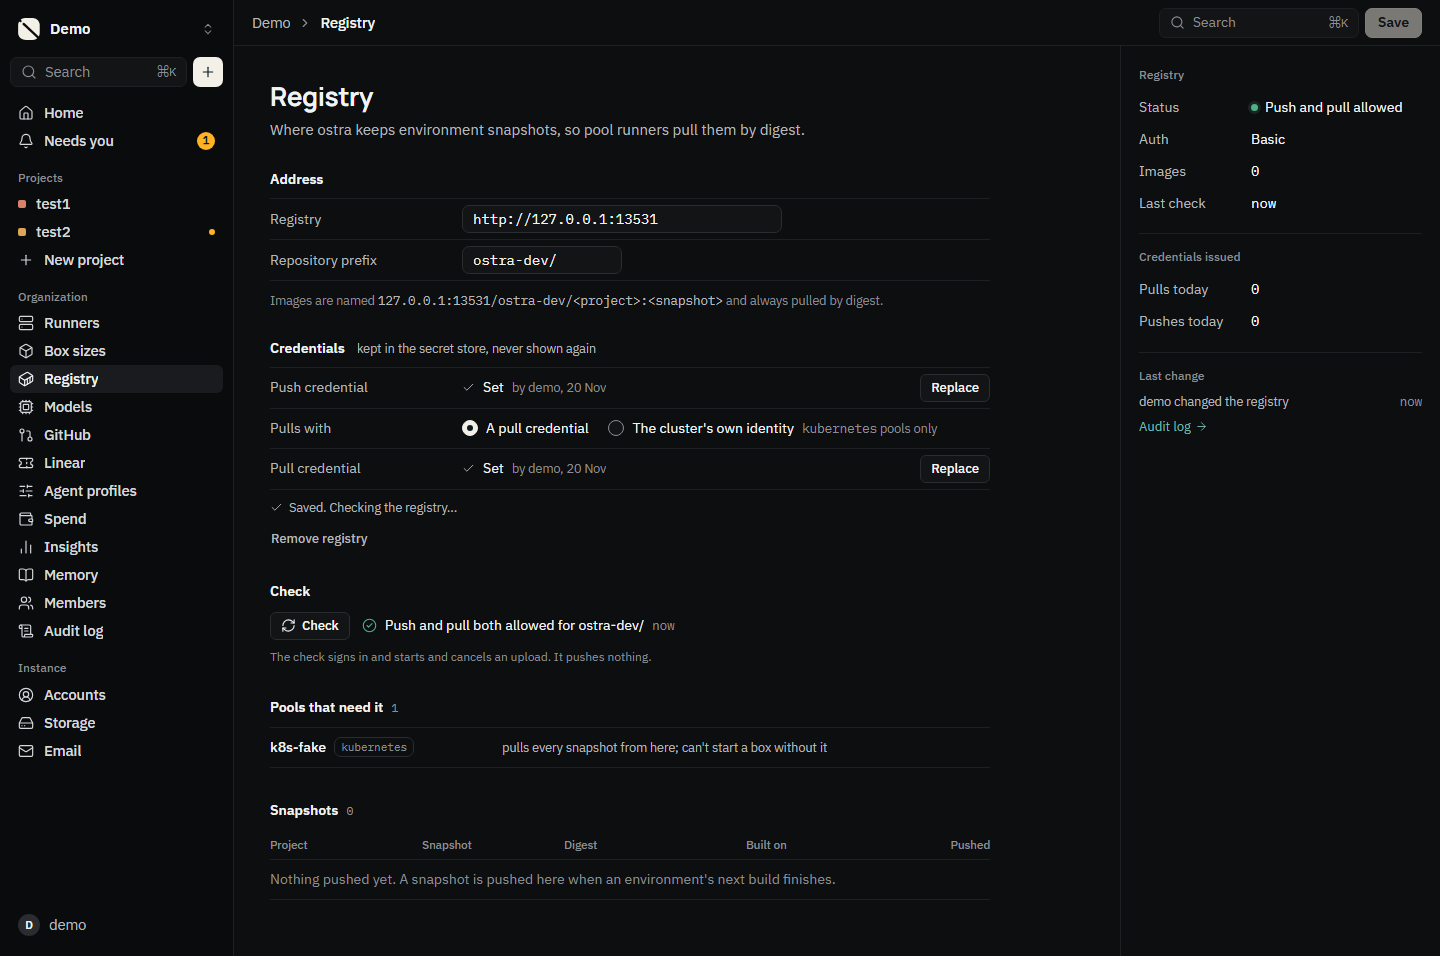 Demo
Search ⌘K +
Home
Needs you 1
Projects
test1
test2
New project
Organization
Runners
Box sizes
Registry
Models
GitHub
Linear
Agent profiles
Spend
Insights
Memory
Members
Audit log
Instance
Accounts
Storage
Email
D demo
Demo > Registry
Search ⌘K
Save
Registry
Where ostra keeps environment snapshots, so pool runners pull them by digest.
Address
Registry http://127.0.0.1:13531
Repository prefix ostra-dev/
Images are named 127.0.0.1:13531/ostra-dev/<project>:<snapshot> and always pulled by digest.
Credentials kept in the secret store, never shown again
Push credential Set by demo, 20 Nov Replace
Pulls with A pull credential The cluster's own identity kubernetes pools only
Pull credential Set by demo, 20 Nov Replace
Saved. Checking the registry…
Remove registry
Check
Check Push and pull both allowed for ostra-dev/ now
The check signs in and starts and cancels an upload. It pushes nothing.
Pools that need it 1
k8s-fake kubernetes pulls every snapshot from here; can't start a box without it
Snapshots 0
Project Snapshot Digest Built on Pushed
Nothing pushed yet. A snapshot is pushed here when an environment's next build finishes.
Registry
Status Push and pull allowed
Auth Basic
Images 0
Last check now
Credentials issued
Pulls today 0
Pushes today 0
Last change
demo changed the registry now
Audit log →